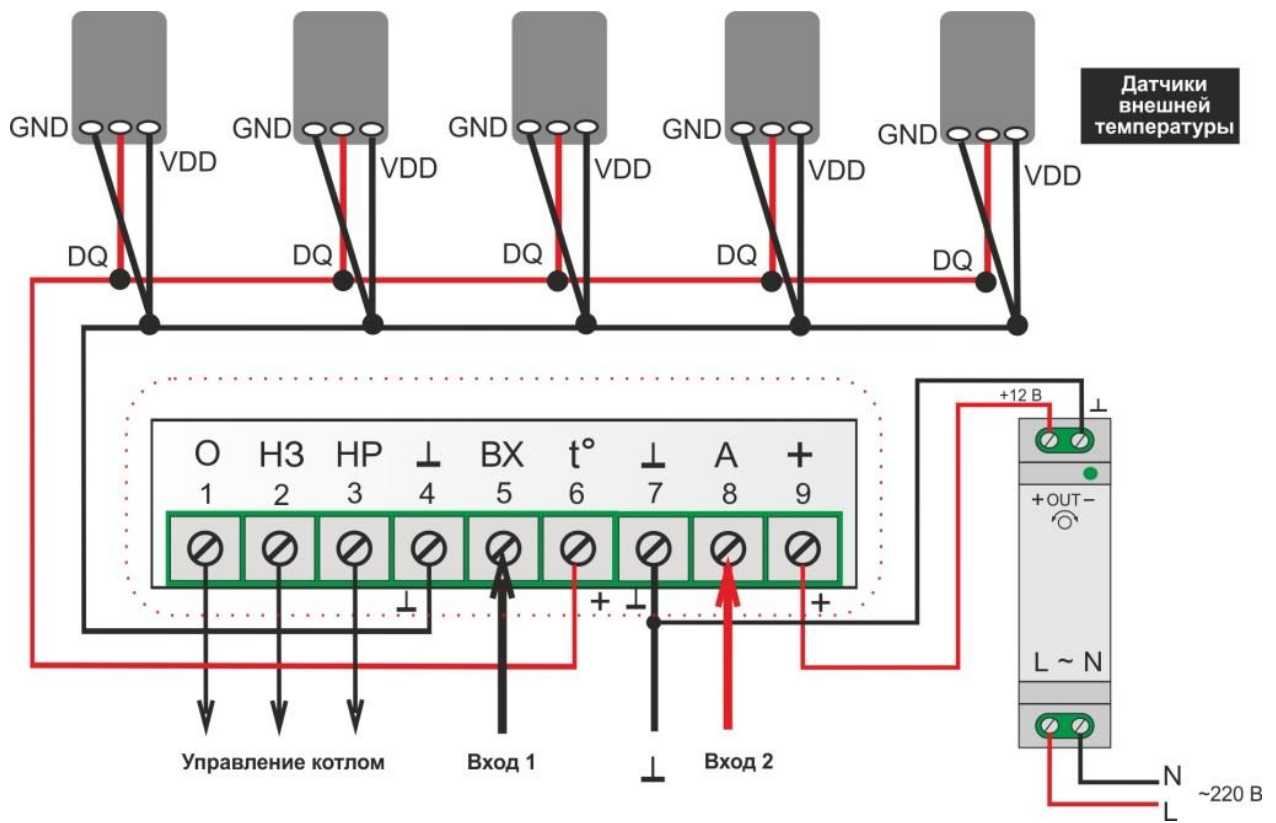 Датчики
внешней
температуры
GND
VDD
DQ
GND
VDD
DQ
GND
VDD
DQ
GND
VDD
DQ
GND
VDD
DQ
+12 В
⊥
О НЗ НР ⊥ ВХ t° ⊥ А +
1 2 3 4 5 6 7 8 9
⊥ + ⊥ +
+OUT−
L ~ N
Управление котлом
Вход 1
⊥
Вход 2
N
~220 В
L